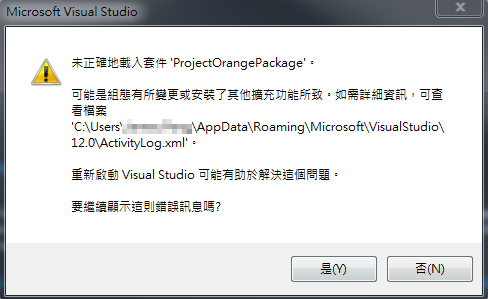 Microsoft Visual Studio
未正確地載入套件 'ProjectOrangePackage'。
可能是組態有所變更或安裝了其他擴充功能所致。如需詳細資訊，可查
看檔案
'C:\Users\ \AppData\Roaming\Microsoft\VisualStudio\
12.0\ActivityLog.xml'。
重新啟動 Visual Studio 可能有助於解決這個問題。
要繼續顯示這則錯誤訊息嗎?
是(Y)
否(N)